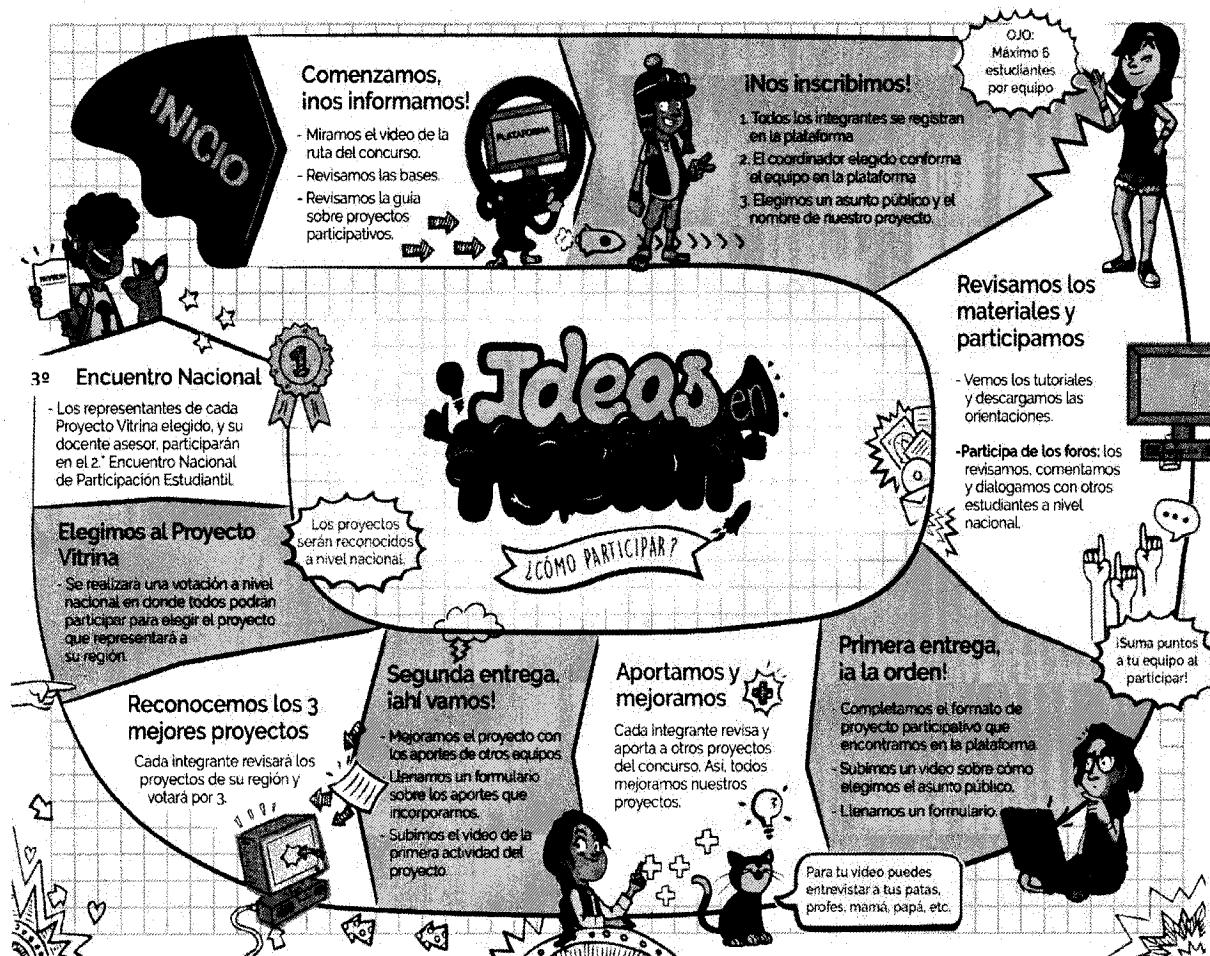 INICIO
Comenzamos,
¡nos informamos!
- Miramos el video de la
ruta del concurso.
- Revisamos las bases.
- Revisamos la guía
sobre proyectos
participativos.
PLATAFORMA
¡Nos inscribimos!
1. Todos los integrantes se registran
en la plataforma
2. El coordinador elegido conforma
el equipo en la plataforma
3. Elegimos un asunto público y el
nombre de nuestro proyecto.
OJO:
Máximo 6
estudiantes
por equipo
Revisamos los
materiales y
participamos
- Vemos los tutoriales
y descargamos las
orientaciones.
-Participa de los foros: los
revisamos, comentamos
y dialogamos con otros
estudiantes a nivel
nacional.
¡Suma puntos
a tu equipo al
participar!
Primera entrega,
¡a la orden!
- Completamos el formato de
proyecto participativo que
encontramos en la plataforma.
- Subimos un video sobre cómo
elegimos el asunto público.
- Llenamos un formulario.
Para tu video puedes
entrevistar a tus patas,
profes, mamá, papá, etc.
Aportamos y
mejoramos
Cada integrante revisa y
aporta a otros proyectos
del concurso. Así, todos
mejoramos nuestros
proyectos.
Segunda entrega,
¡ahí vamos!
- Mejoramos el proyecto con
los aportes de otros equipos.
- Llenamos un formulario
sobre los aportes que
incorporamos.
- Subimos el video de la
primera actividad del
proyecto.
Reconocemos los 3
mejores proyectos
Cada integrante revisará los
proyectos de su región y
votará por 3.
Elegimos al Proyecto
Vitrina
- Se realizará una votación a nivel
nacional en donde todos podrán
participar para elegir el proyecto
que representará a
su región.
Los proyectos
serán reconocidos
a nivel nacional.
3º Encuentro Nacional
- Los representantes de cada
Proyecto Vitrina elegido, y su
docente asesor, participarán
en el 2.° Encuentro Nacional
de Participación Estudiantil.
1
Ideas en
¿CÓMO PARTICIPAR?